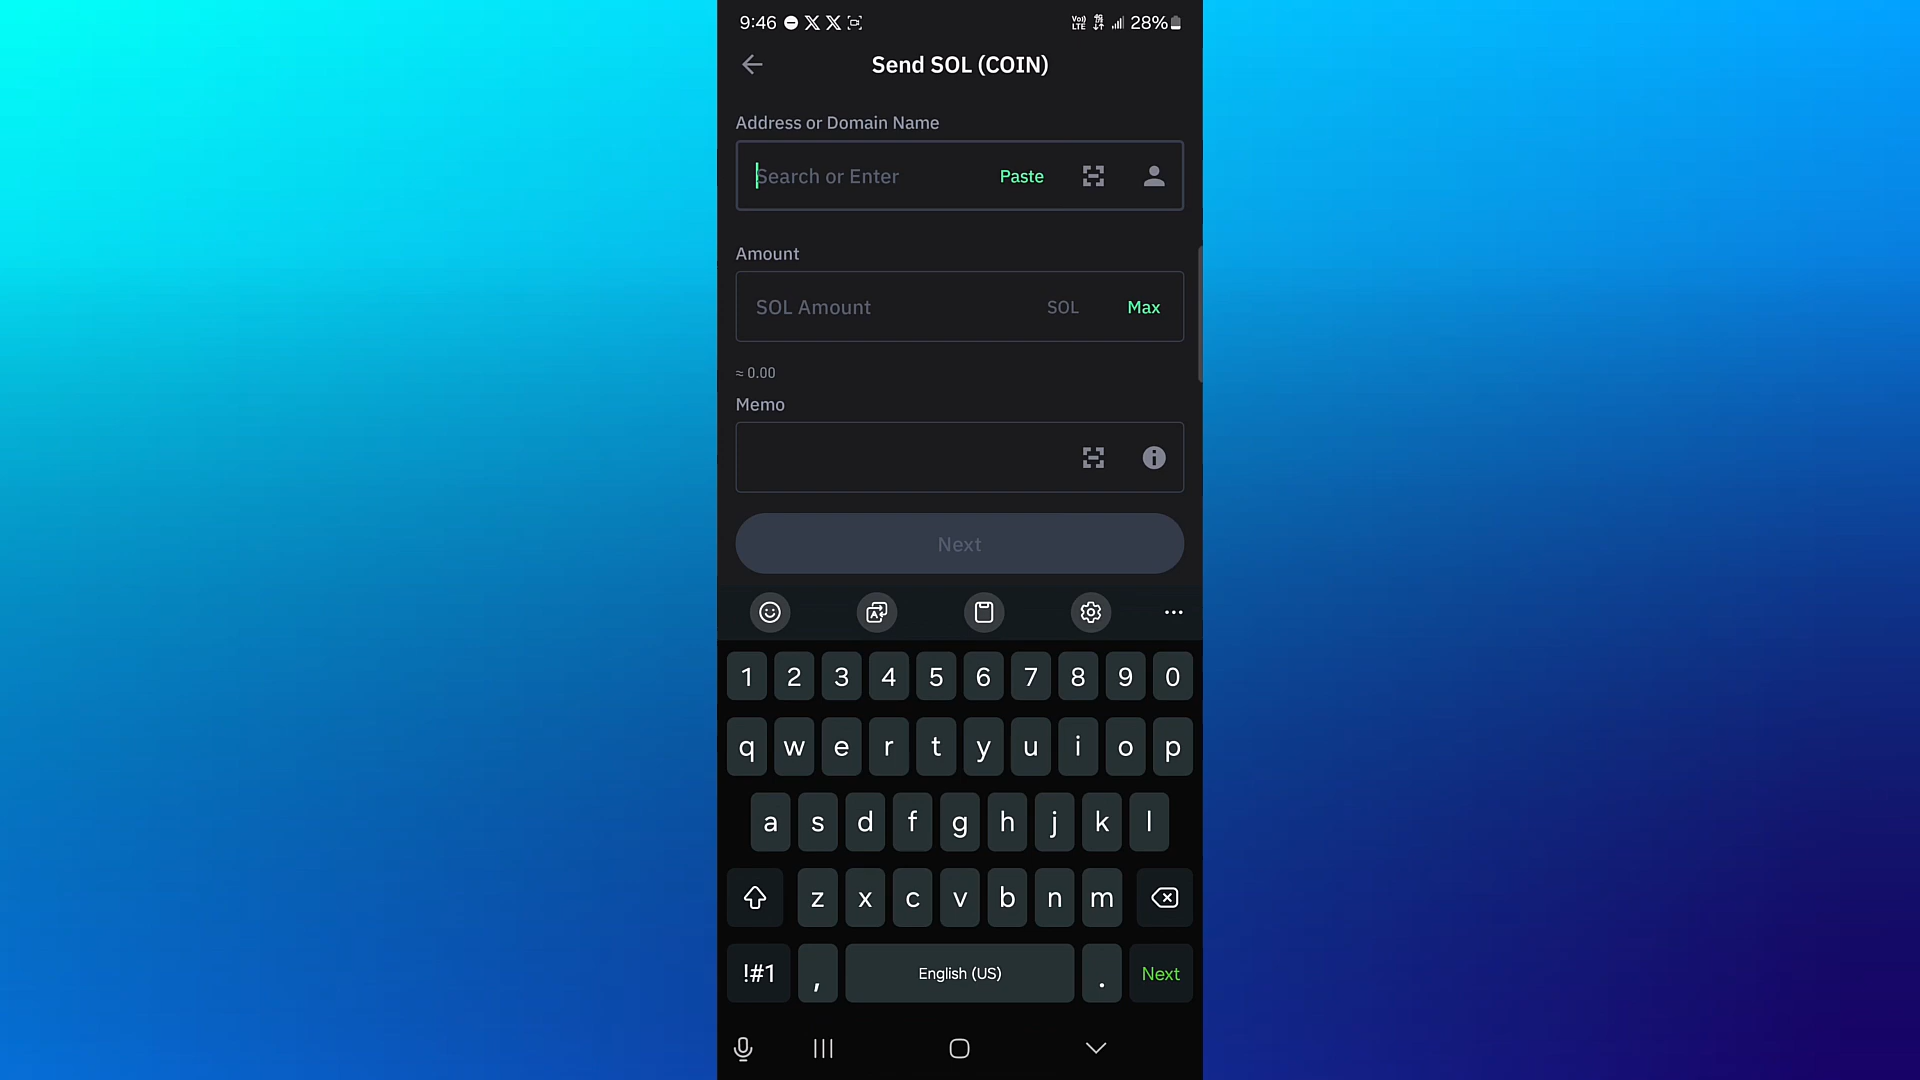 9:46 28%
Send SOL (COIN)
Address or Domain Name
Search or Enter Paste
Amount
SOL Amount SOL Max
≈ 0.00
Memo
Next
1 2 3 4 5 6 7 8 9 0
q w e r t y u i o p
a s d f g h j k l
z x c v b n m
!#1 , English (US) . Next